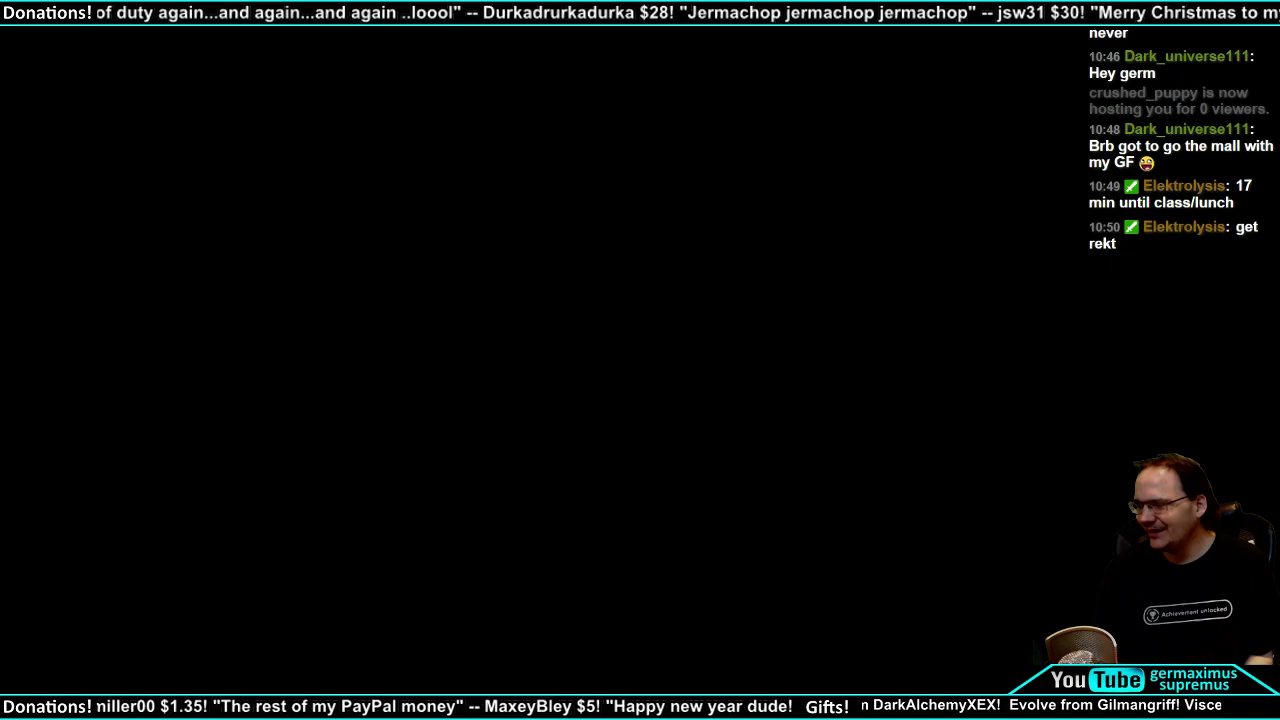 Donations! of duty again...and again...and again ..loool" -- Durkadrurkadurka $28! "Jermachop jermachop jermachop" -- jsw31 $30! "Merry Christmas to my
never
10:46 Dark_universe111:
Hey germ
crushed_puppy is now
hosting you for 0 viewers.
10:48 Dark_universe111:
Brb got to go the mall with
my GF
10:49 Elektrolysis: 17
min until class/lunch
10:50 Elektrolysis: get
rekt
Achievement unlocked
YouTube germaximus
supremus
Donations! niller00 $1.35! "The rest of my PayPal money" -- MaxeyBley $5! "Happy new year dude! Gifts! n DarkAlchemyXEX! Evolve from Gilmangriff! Visce